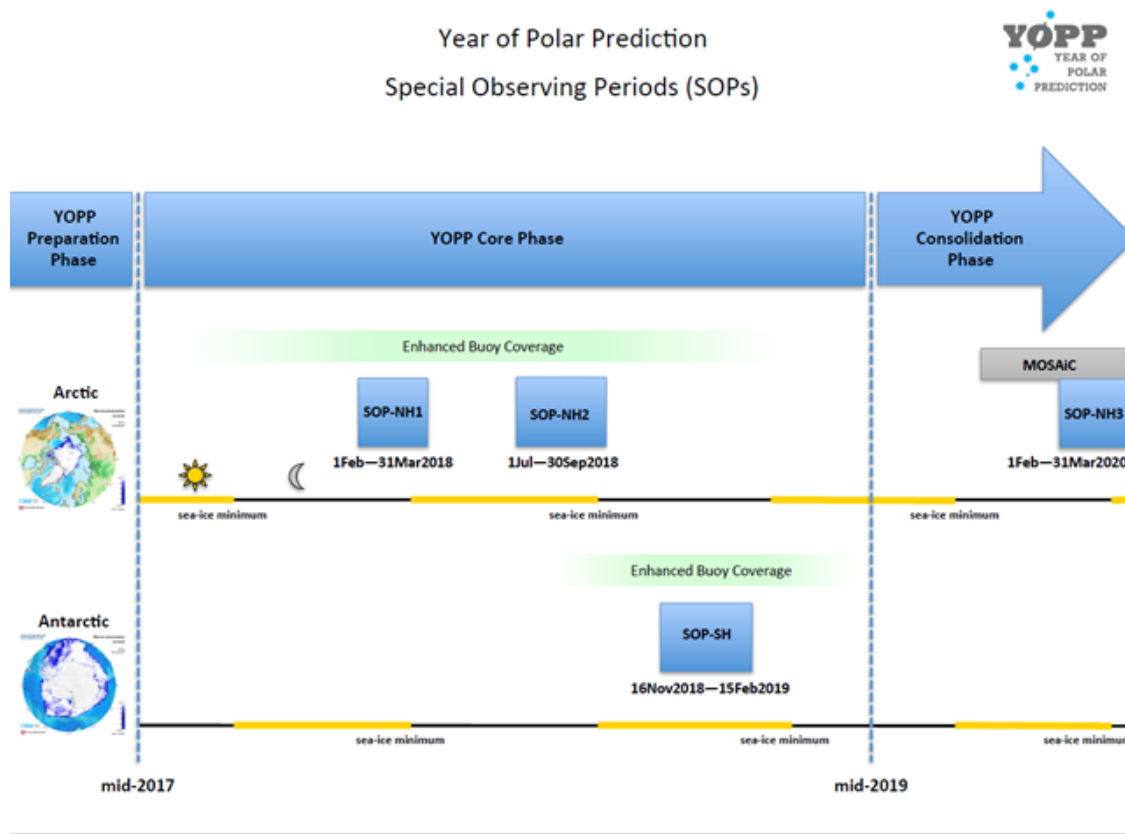 Year of Polar Prediction
Special Observing Periods (SOPs)
YOPP
YEAR OF
POLAR
PREDICTION
YOPP
Preparation
Phase
YOPP Core Phase
YOPP
Consolidation
Phase
Enhanced Buoy Coverage
MOSAiC
Arctic
SOP-NH1
SOP-NH2
SOP-NH3
1Feb—31Mar2018
1Jul—30Sep2018
1Feb—31Mar2020
sea-ice minimum
sea-ice minimum
sea-ice minimum
Enhanced Buoy Coverage
Antarctic
SOP-SH
16Nov2018—15Feb2019
sea-ice minimum
sea-ice minimum
sea-ice minimum
mid-2017
mid-2019